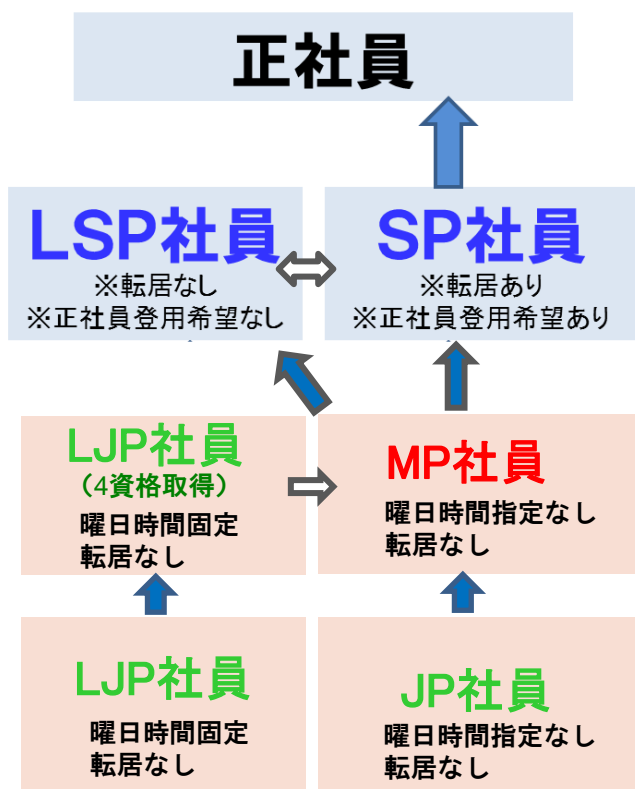 正社員
LSP社員
※転居なし
※正社員登用希望なし
SP社員
※転居あり
※正社員登用希望あり
LJP社員
（4資格取得）
曜日時間固定
転居なし
MP社員
曜日時間指定なし
転居なし
LJP社員
曜日時間固定
転居なし
JP社員
曜日時間指定なし
転居なし